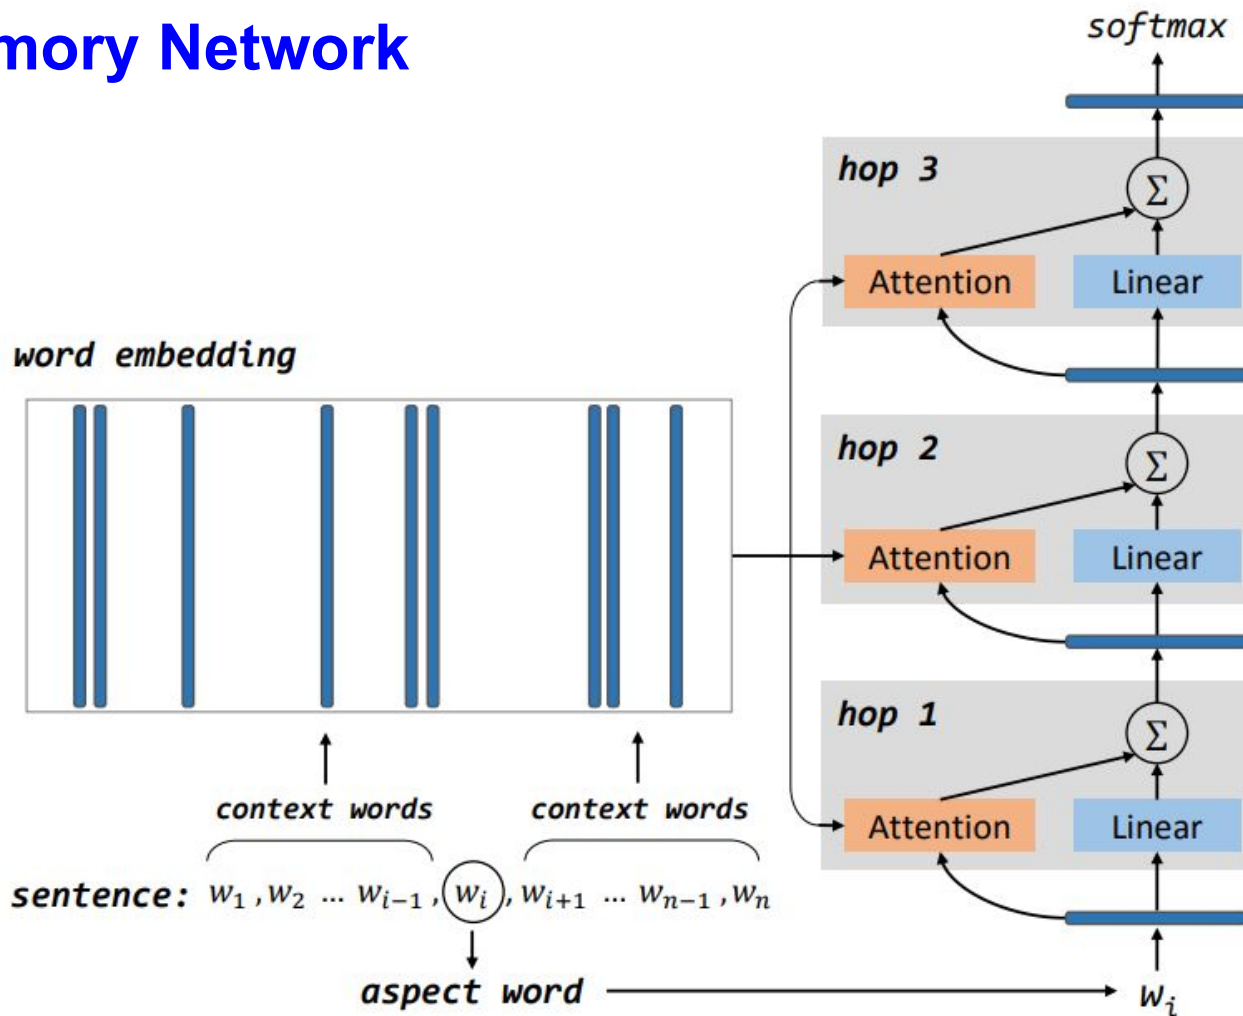 mory Network
softmax
hop 3
Σ
Attention
Linear
word embedding
hop 2
Σ
Attention
Linear
hop 1
Σ
context words
context words
Attention
Linear
sentence: w₁ , w₂ … wᵢ₋₁ , wᵢ , wᵢ₊₁ … wₙ₋₁ , wₙ
aspect word
wᵢ